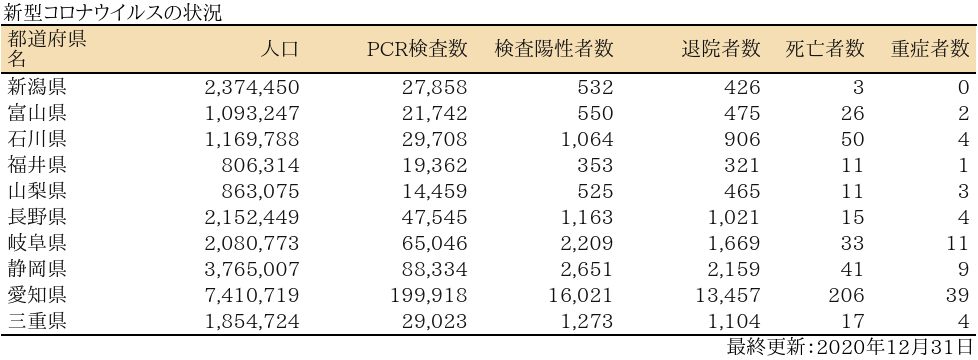 新型コロナウイルスの状況
都道府県名 人口 PCR検査数 検査陽性者数 退院者数 死亡者数 重症者数
新潟県 2,374,450 27,858 532 426 3 0
富山県 1,093,247 21,742 550 475 26 2
石川県 1,169,788 29,708 1,064 906 50 4
福井県 806,314 19,362 353 321 11 1
山梨県 863,075 14,459 525 465 11 3
長野県 2,152,449 47,545 1,163 1,021 15 4
岐阜県 2,080,773 65,046 2,209 1,669 33 11
静岡県 3,765,007 88,334 2,651 2,159 41 9
愛知県 7,410,719 199,918 16,021 13,457 206 39
三重県 1,854,724 29,023 1,273 1,104 17 4
最終更新:2020年12月31日